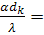 αd_k/λ =